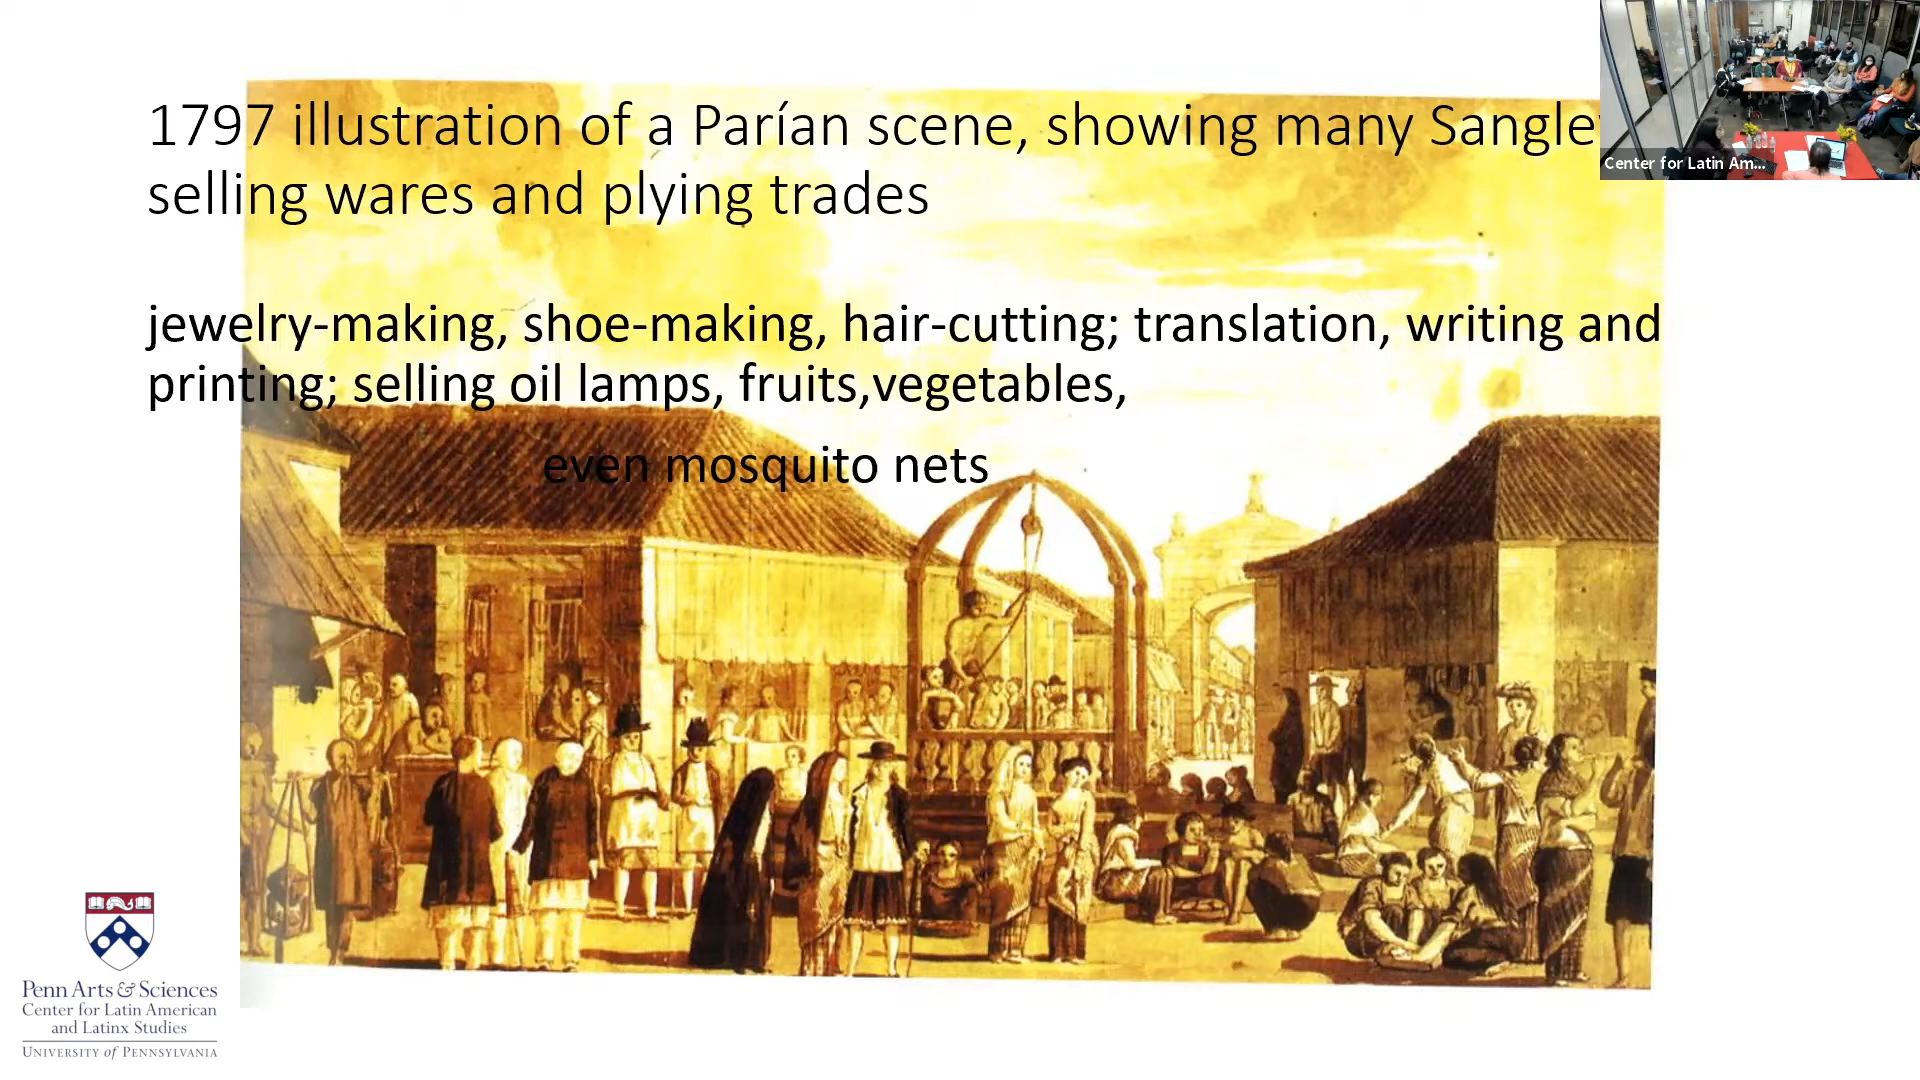 1797 illustration of a Parían scene, showing many Sangle
selling wares and plying trades
jewelry-making, shoe-making, hair-cutting; translation, writing and
printing; selling oil lamps, fruits,vegetables,
even mosquito nets
Center for Latin Am...
Penn Arts & Sciences
Center for Latin American
and Latinx Studies
University of Pennsylvania